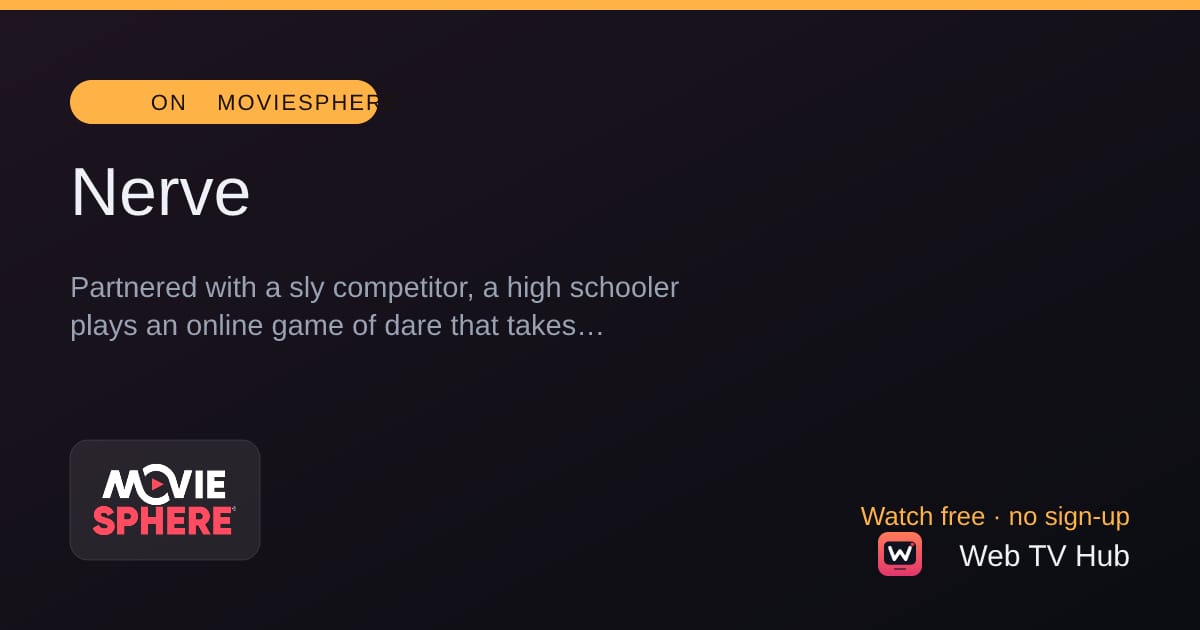 ON MOVIESPHER
Nerve
Partnered with a sly competitor, a high schooler
plays an online game of dare that takes…
MOVIE
SPHERE
Watch free · no sign-up
W
Web TV Hub